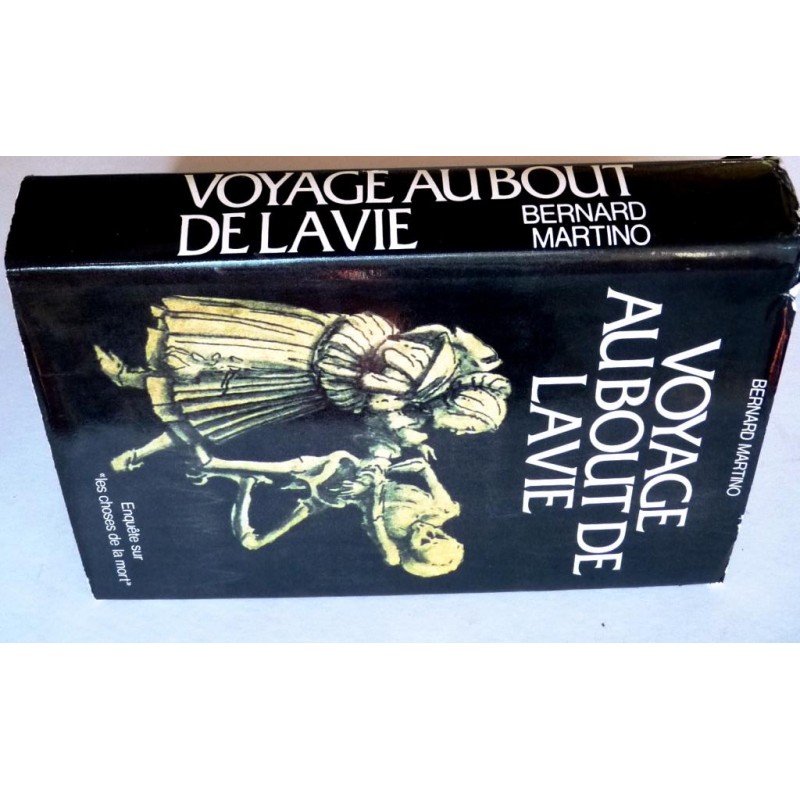 VOYAGE AU BOUT
DE LA VIE
BERNARD
MARTINO
BERNARD MARTINO
VOYAGE
AU BOUT DE
LA VIE
Enquête sur
«les choses de la mort»